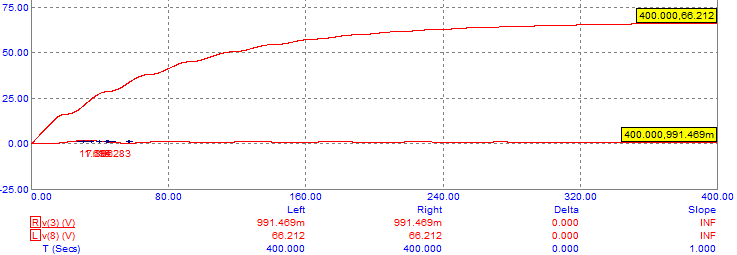 75.00
400.000,66.212
50.00
25.00
400.000,991.469m
0.00
-25.00
0.00 80.00 160.00 240.00 320.00 400.00
Left Right Delta Slope
R v(3) (V) 991.469m 991.469m 0.000 INF
L v(8) (V) 66.212 66.212 0.000 INF
T (Secs) 400.000 400.000 0.000 1.000